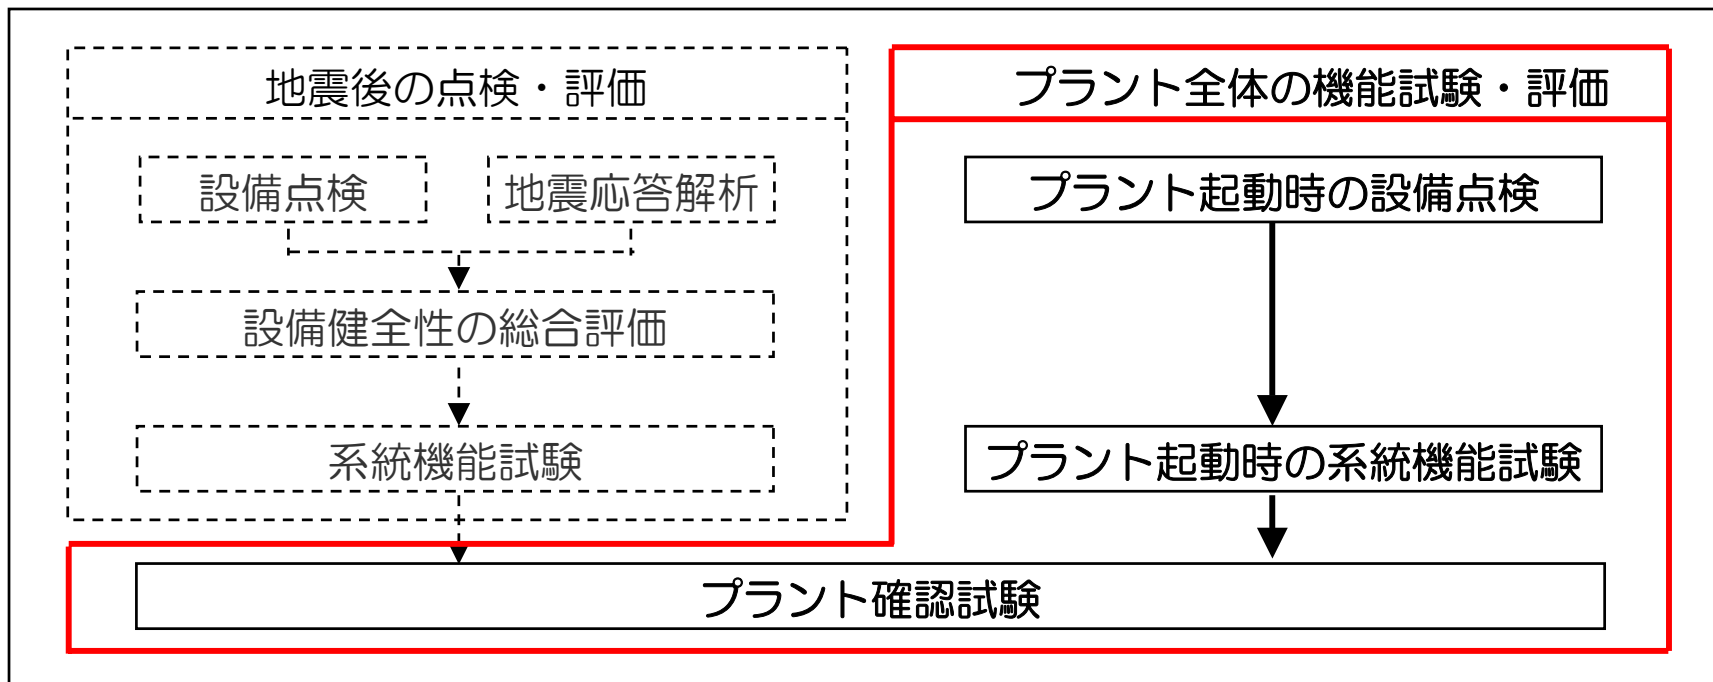 地震後の点検・評価
設備点検
地震応答解析
設備健全性の総合評価
系統機能試験
プラント全体の機能試験・評価
プラント起動時の設備点検
プラント起動時の系統機能試験
プラント確認試験